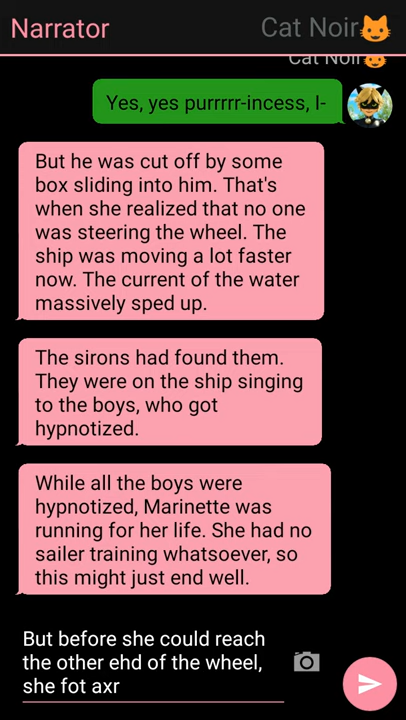 Narrator
Cat Noir🐱
Cat Noir🐱
Yes, yes purrrrr-incess, I-
But he was cut off by some
box sliding into him. That's
when she realized that no one
was steering the wheel. The
ship was moving a lot faster
now. The current of the water
massively sped up.
The sirons had found them.
They were on the ship singing
to the boys, who got
hypnotized.
While all the boys were
hypnotized, Marinette was
running for her life. She had no
sailer training whatsoever, so
this might just end well.
But before she could reach
the other ehd of the wheel,
she fot axr